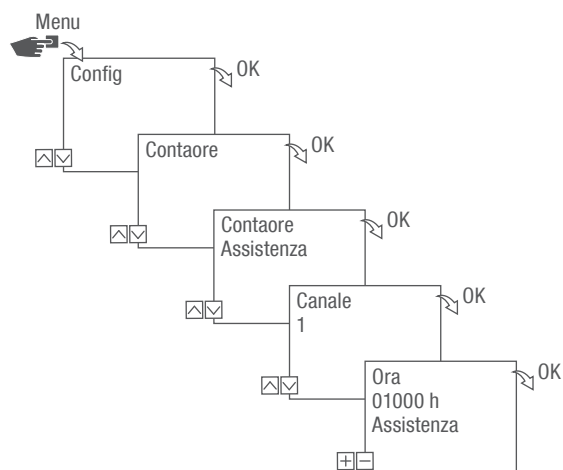 Menu
Config
OK
Contaore
OK
Contaore
Assistenza
OK
Canale
1
OK
Ora
01000 h
Assistenza
OK